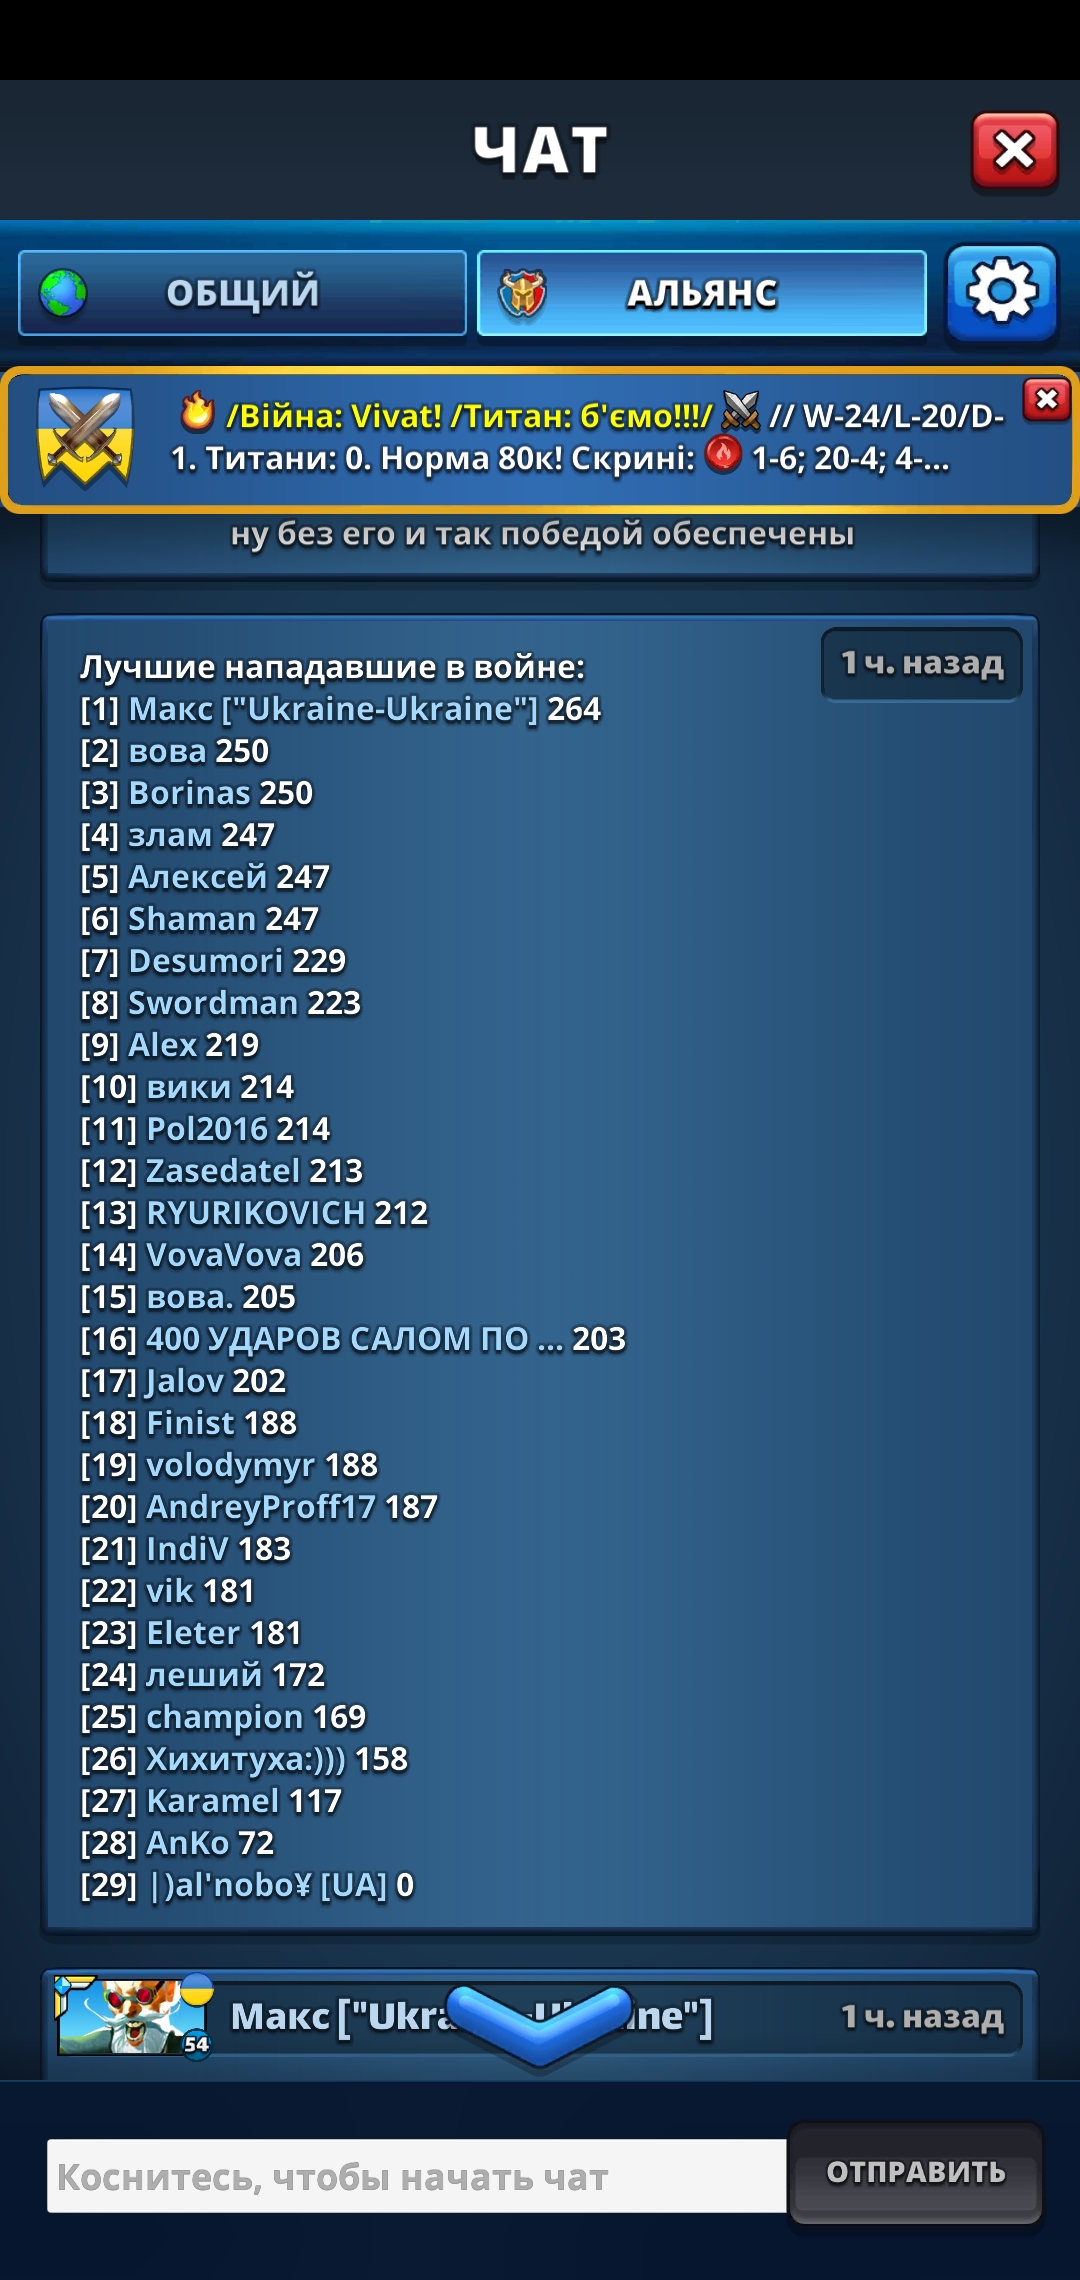 ЧАТ
ОБЩИЙ
АЛЬЯНС
/Війна: Vivat! /Титан: б'ємо!!!/ // W-24/L-20/D-
1. Титани: 0. Норма 80к! Скрині: 1-6; 20-4; 4-...
ну без его и так победой обеспечены
1 ч. назад
Лучшие нападавшие в войне:
[1] Макс ["Ukraine-Ukraine"] 264
[2] вова 250
[3] Borinas 250
[4] злам 247
[5] Алексей 247
[6] Shaman 247
[7] Desumori 229
[8] Swordman 223
[9] Alex 219
[10] вики 214
[11] Pol2016 214
[12] Zasedatel 213
[13] RYURIKOVICH 212
[14] VovaVova 206
[15] вова. 205
[16] 400 УДАРОВ САЛОМ ПО ... 203
[17] Jalov 202
[18] Finist 188
[19] volodymyr 188
[20] AndreyProff17 187
[21] IndiV 183
[22] vik 181
[23] Eleter 181
[24] леший 172
[25] champion 169
[26] Хихитуха:))) 158
[27] Karamel 117
[28] AnKo 72
[29] |)al'nobo¥ [UA] 0
54
Макс
1 ч. назад
Коснитесь, чтобы начать чат
ОТПРАВИТЬ